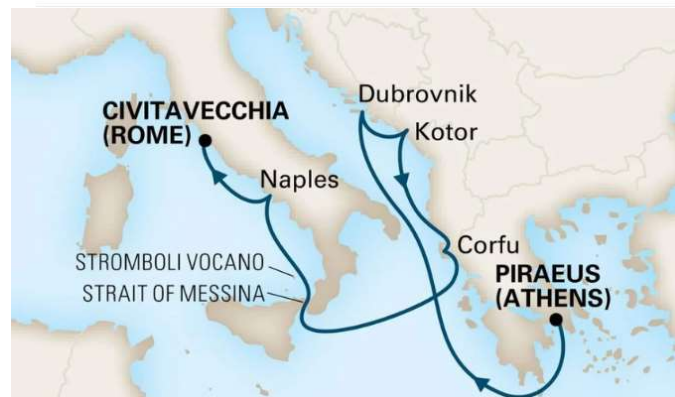 Dubrovnik
CIVITAVECCHIA
(ROME)
Kotor
Naples
Corfu
STROMBOLI VOCANO
PIRAEUS
STRAIT OF MESSINA
(ATHENS)